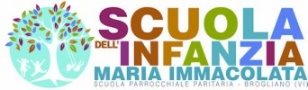 SCUOLA
DELL'INFANZIA
MARIA IMMACOLATA
SCUOLA PARROCCHIALE PARITARIA - BROGLIANO (VI)